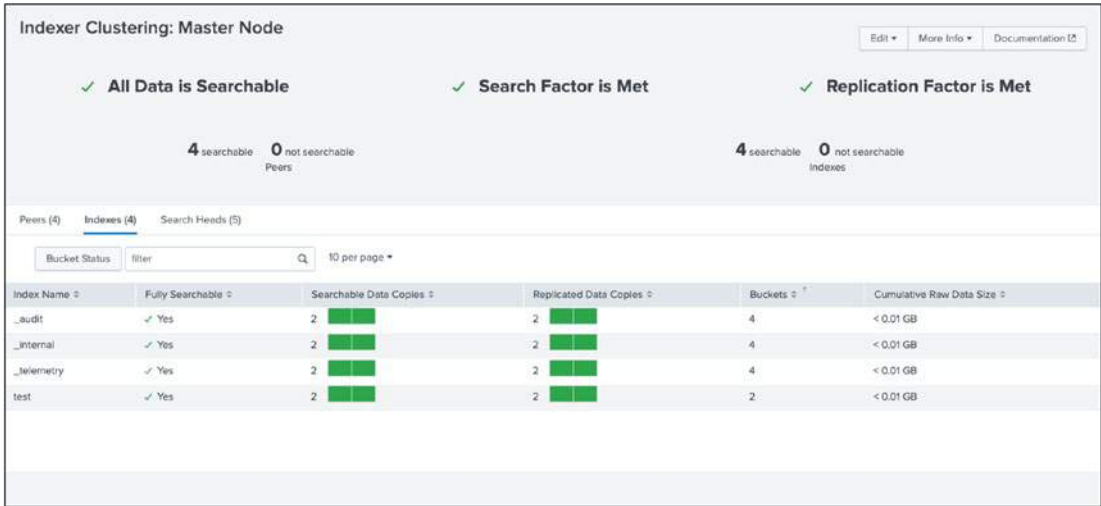 Indexer Clustering: Master Node
Edit More Info Documentation
All Data is Searchable Search Factor is Met Replication Factor is Met
4 searchable 0 not searchable 4 searchable 0 not searchable
Peers Indexes
Peers (4) Indexes (4) Search Heads (5)
Bucket Status filter 10 per page
Index Name Fully Searchable Searchable Data Copies Replicated Data Copies Buckets Cumulative Raw Data Size
_audit Yes 2 2 4 < 0.01 GB
_internal Yes 2 2 4 < 0.01 GB
_telemetry Yes 2 2 4 < 0.01 GB
test Yes 2 2 2 < 0.01 GB